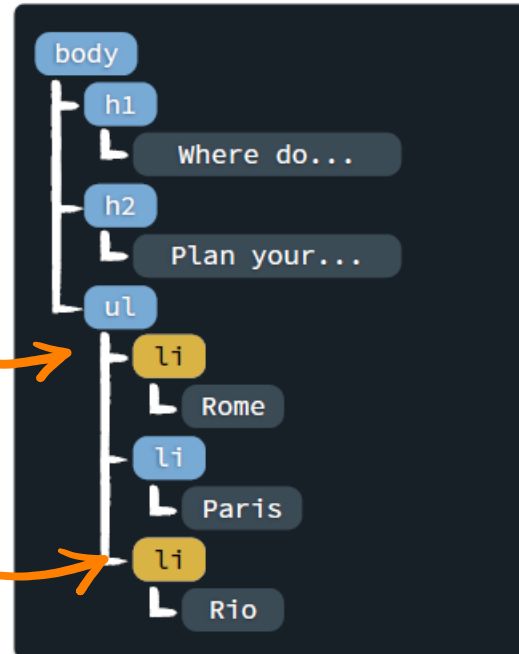 body
h1
Where do...
h2
Plan your...
ul
li
Rome
li
Paris
li
Rio